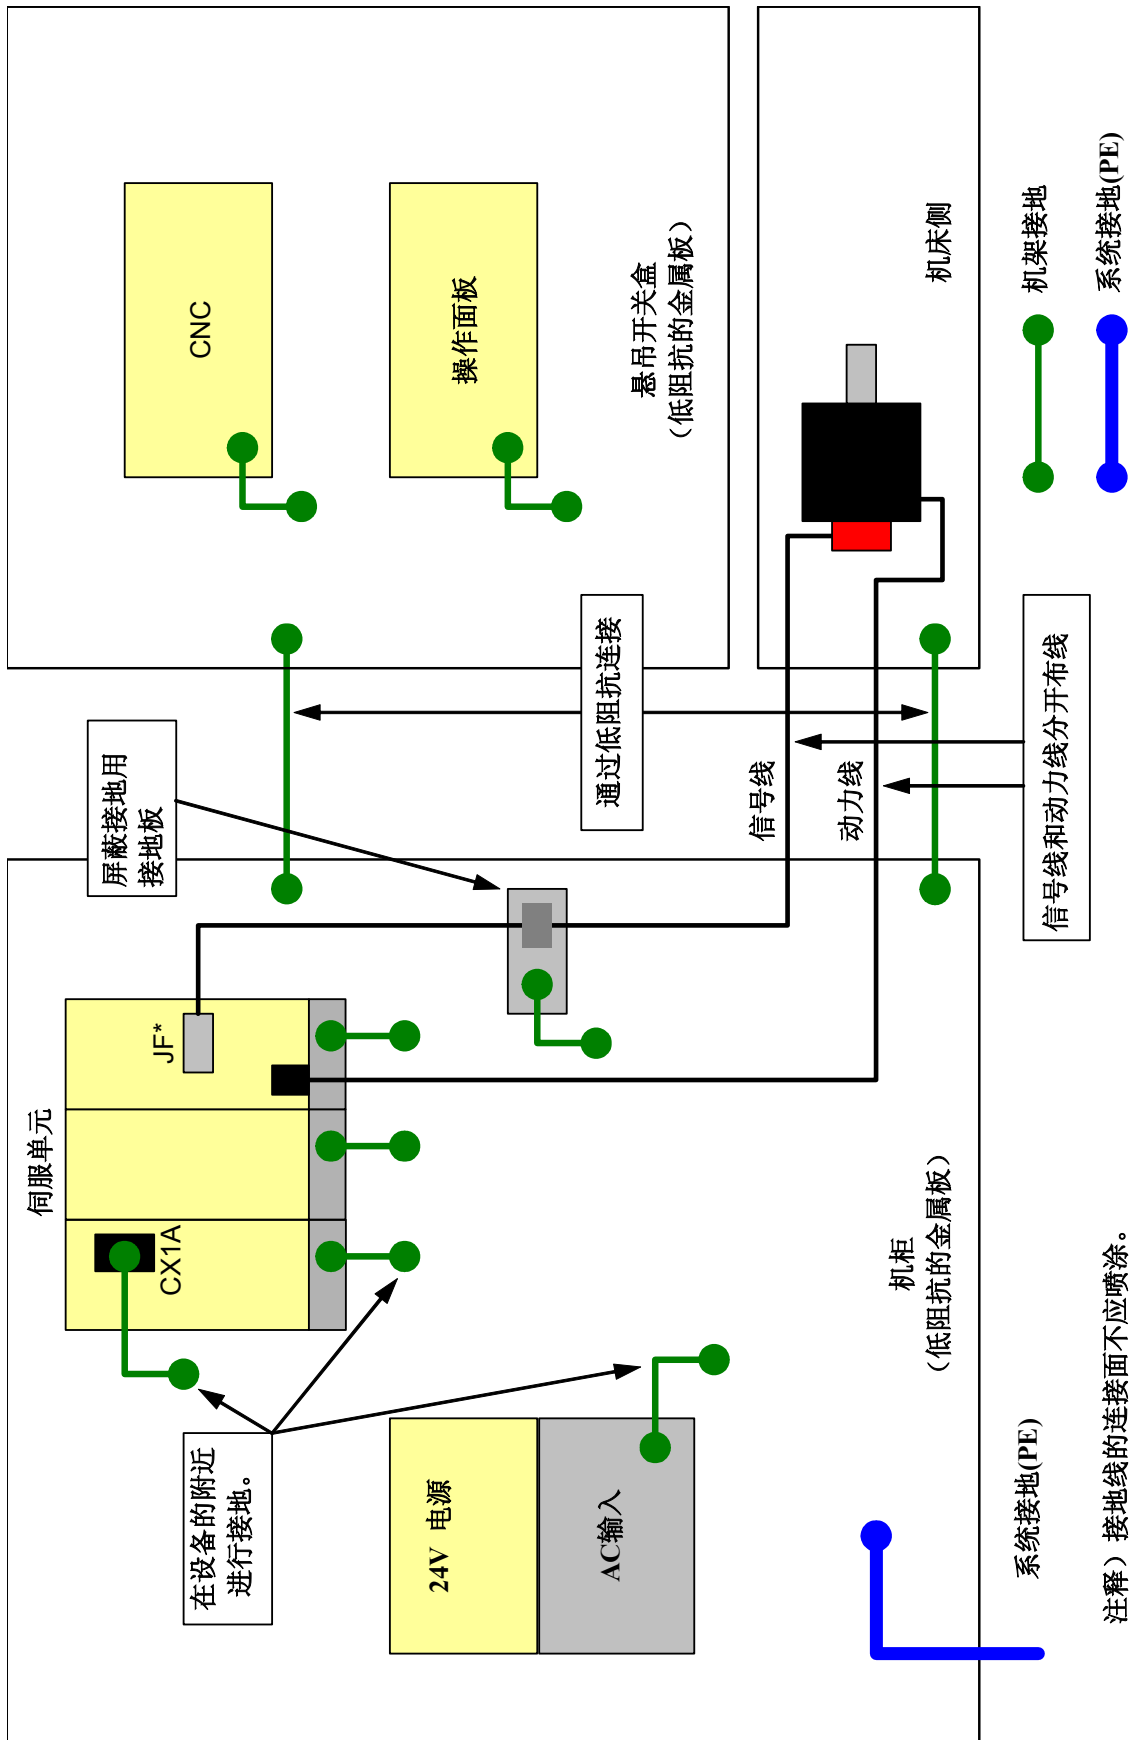 伺服单元
CX1A
JF*
屏蔽接地用
接地板
CNC
操作面板
悬吊开关盒
（低阻抗的金属板）
在设备的附近
进行接地。
24V 电源
AC输入
通过低阻抗连接
信号线
动力线
机床侧
机柜
（低阻抗的金属板）
系统接地(PE)
信号线和动力线分开布线
机架接地
系统接地(PE)
注释）接地线的连接面不应喷涂。